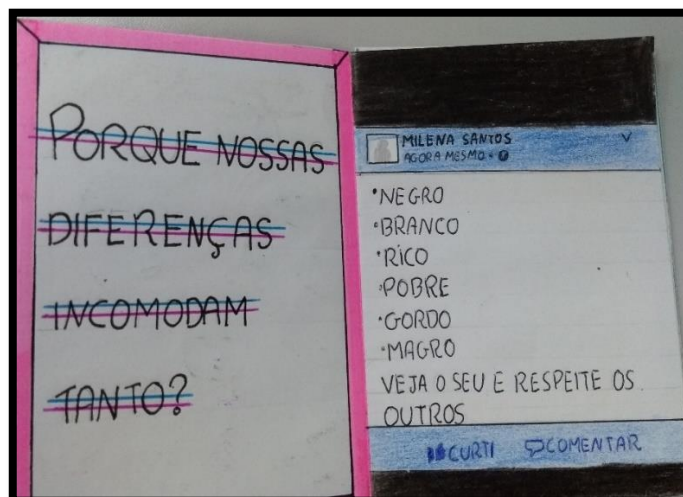 PORQUE NOSSAS
DIFERENÇAS
INCOMODAM
TANTO?
MILENA SANTOS
AGORA MESMO •
• NEGRO
• BRANCO
• RICO
• POBRE
• GORDO
• MAGRO
VEJA O SEU E RESPEITE OS
OUTROS
CURTI COMENTAR